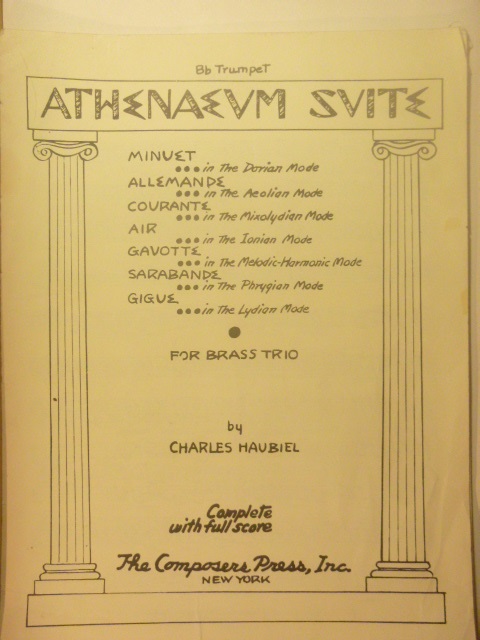 Bb Trumpet
ATHENAEVM SVITE
MINUET
...in The Dorian Mode
ALLEMANDE
...in The Aeolian Mode
COURANTE
...in The Mixolydian Mode
AIR
...in The Ionian Mode
GAVOTTE
...in The Melodic-Harmonic Mode
SARABANDE
...in The Phrygian Mode
GIGUE
...in The Lydian Mode
FOR BRASS TRIO
by
CHARLES HAUBIEL
Complete
with full score
The Composers Press, Inc.
NEW YORK